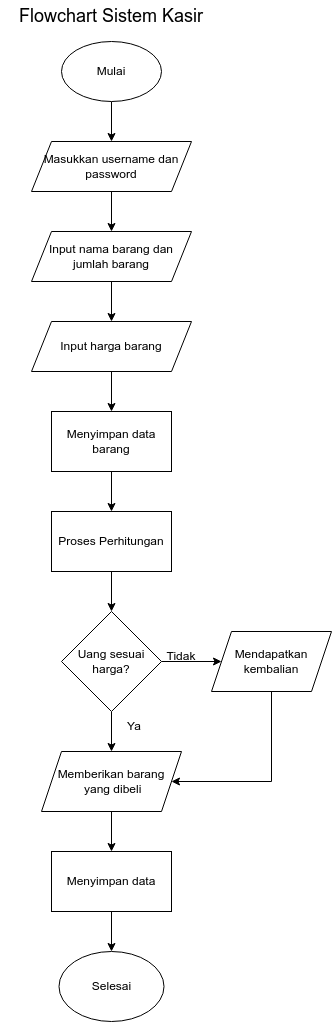 Flowchart Sistem Kasir
Mulai
Masukkan username dan
password
Input nama barang dan
jumlah barang
Input harga barang
Menyimpan data
barang
Proses Perhitungan
Uang sesuai
harga?
Tidak
Mendapatkan
kembalian
Ya
Memberikan barang
yang dibeli
Menyimpan data
Selesai